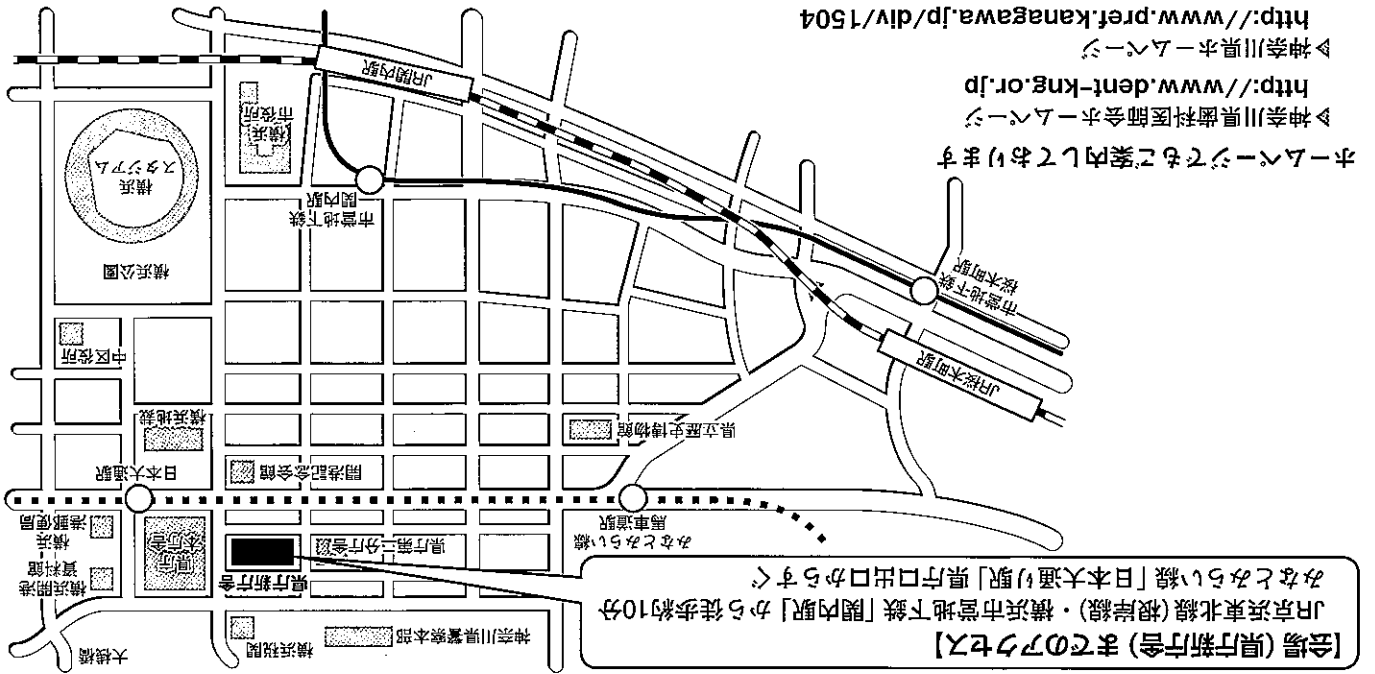 【会場(県庁新庁舎)までのアクセス】
JR京浜東北線(根岸線)・横浜市営地下鉄「関内駅」から徒歩約10分
みなとみらい線「日本大通り駅」県庁口出口からすぐ
神奈川県警察本部
横浜税関
大桟橋
県庁新庁舎
県庁第二分庁舎
県庁
本庁舎
横浜開港
資料館
横浜
港郵便局
みなとみらい線
馬車道駅
開港記念会館
日本大通駅
県立歴史博物館
横浜地裁
中区役所
JR桜木町駅
市営地下鉄
桜木町駅
横浜公園
市営地下鉄
関内駅
横浜
スタジアム
横浜
市役所
JR関内駅
ホームページでもご案内しております
▷神奈川県歯科医師会ホームページ
http://www.dent-kng.or.jp
▷神奈川県ホームページ
http://www.pref.kanagawa.jp/div/1504